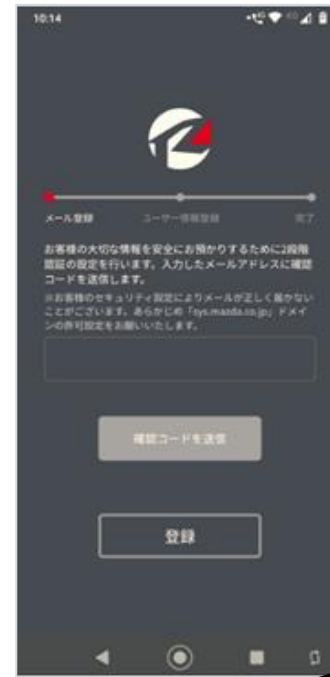 10:14
4G
メール登録 ユーザー情報登録 完了
お客様の大切な情報を安全にお預かりするために2段階
認証の設定を行います。入力したメールアドレスに確認
コードを送信します。
※お客様のセキュリティ設定によりメールが正しく届かない
ことがございます。あらかじめ「sys.mazda.co.jp」ドメイ
ンの許可設定をお願いいたします。
確認コードを送信
登録